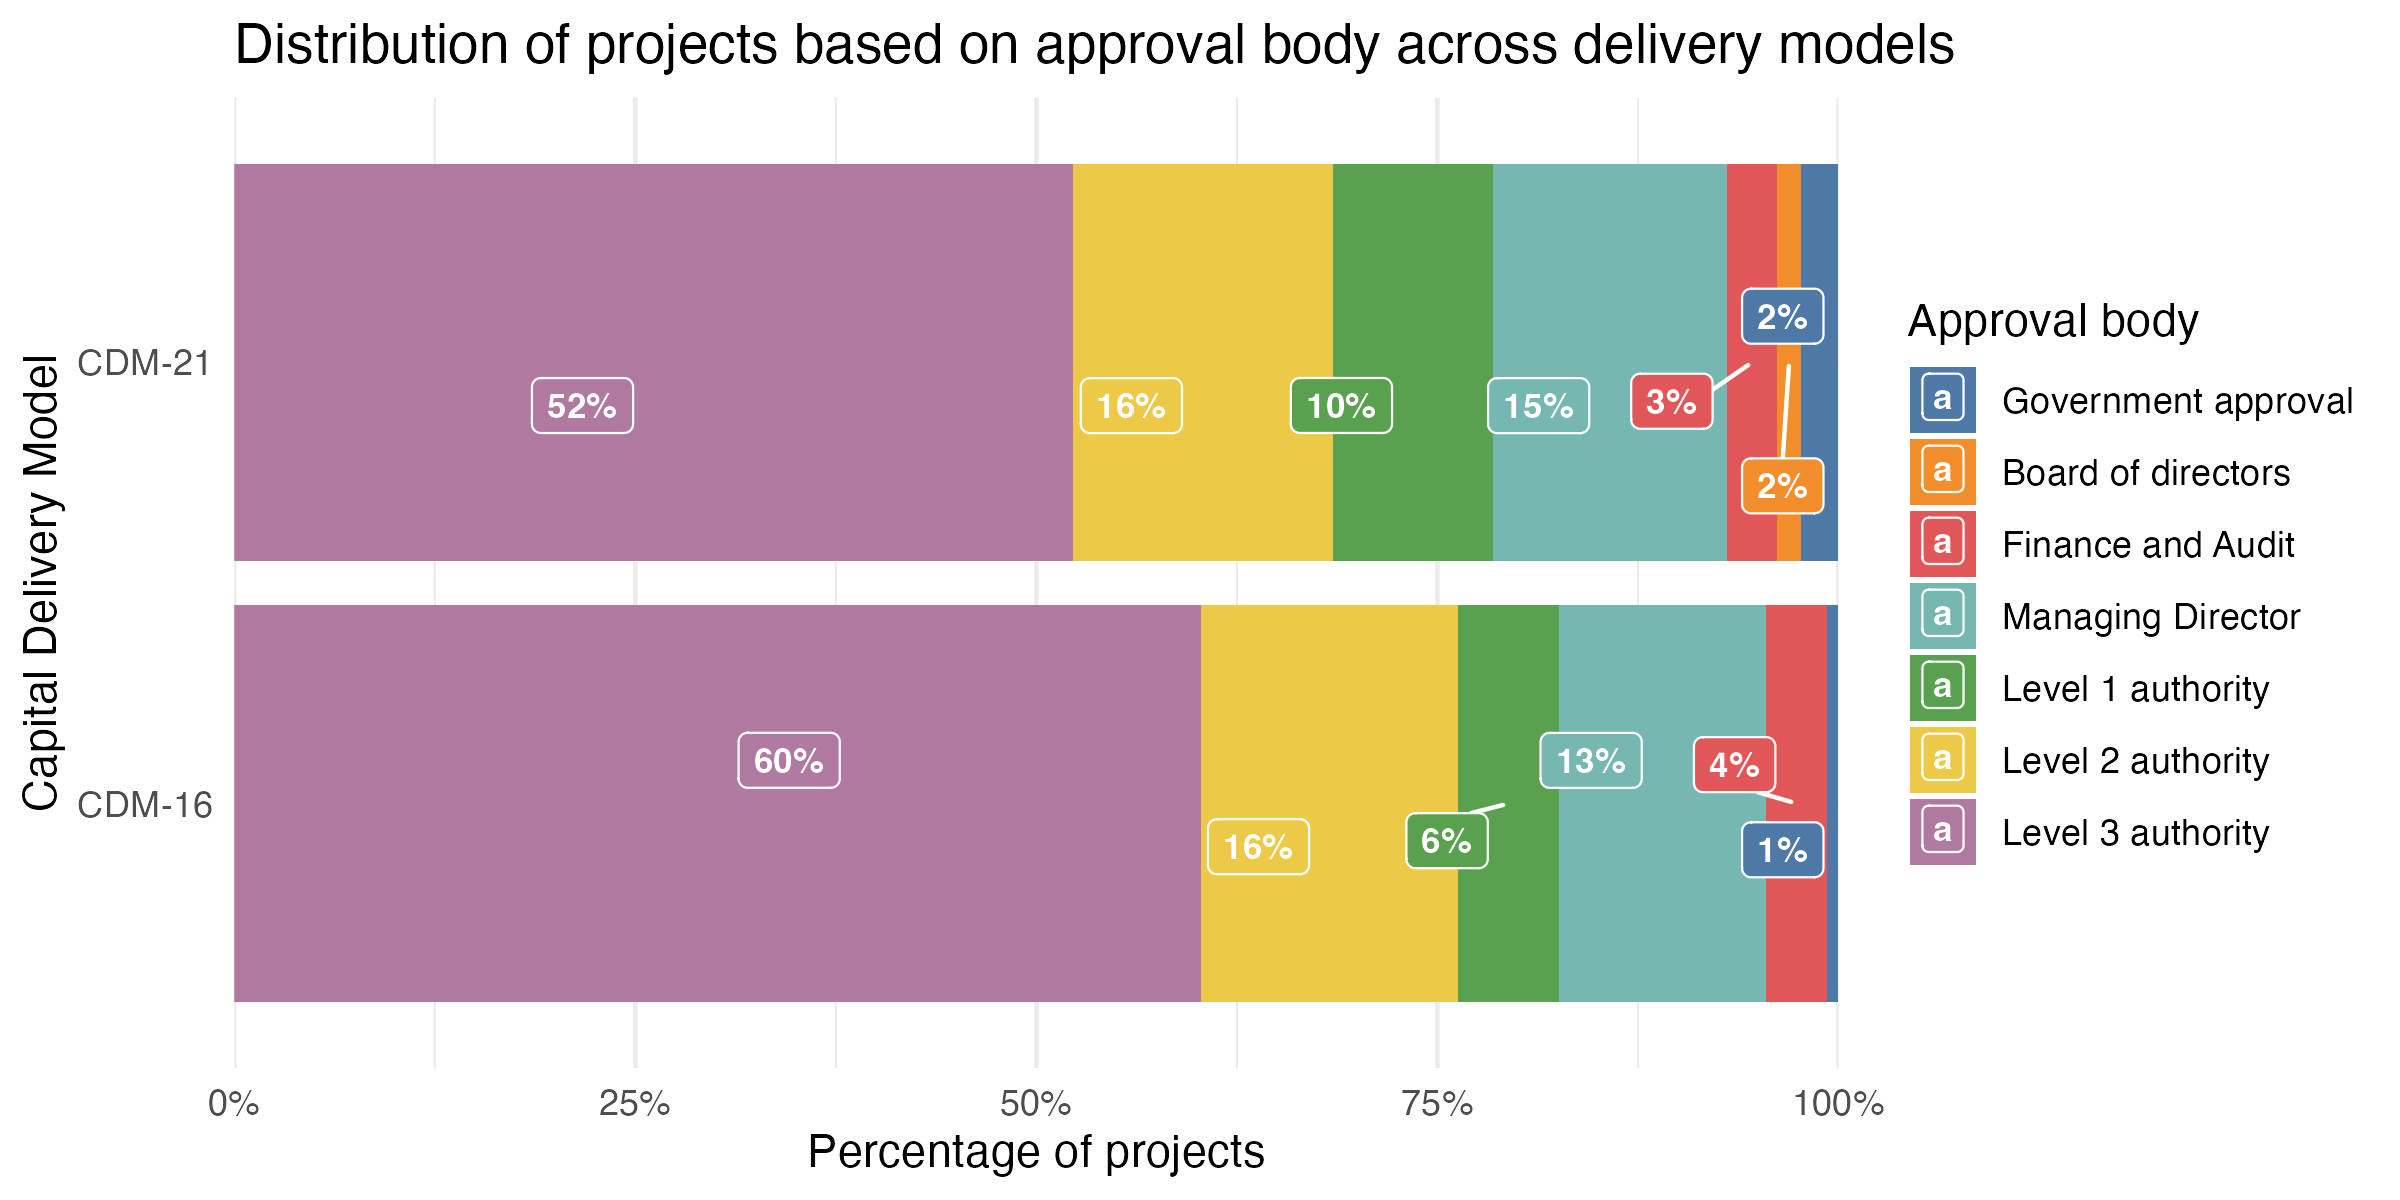 Distribution of projects based on approval body across delivery models
Capital Delivery Model
CDM-21
52%
16%
10%
15%
3%
2%
2%
CDM-16
60%
16%
6%
13%
4%
1%
0%
25%
50%
75%
100%
Percentage of projects
Approval body
a Government approval
a Board of directors
a Finance and Audit
a Managing Director
a Level 1 authority
a Level 2 authority
a Level 3 authority